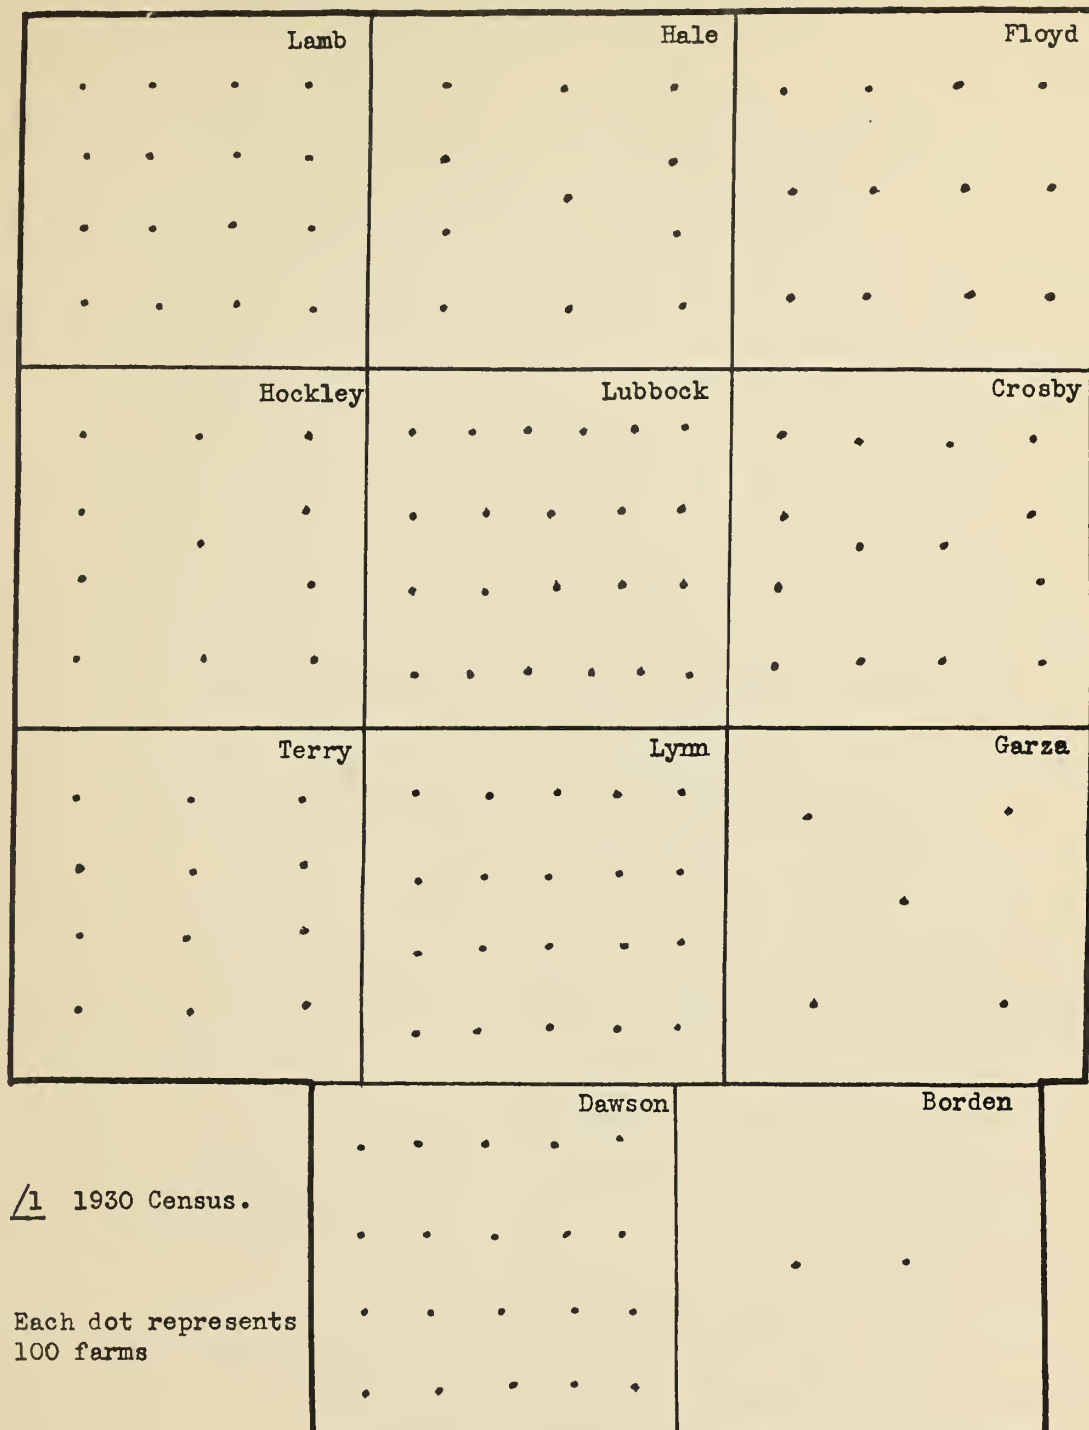 Lamb
Hale
Floyd
Hockley
Lubbock
Crosby
Terry
Lynn
Garza
Dawson
Borden
/1 1930 Census.
Each dot represents
100 farms